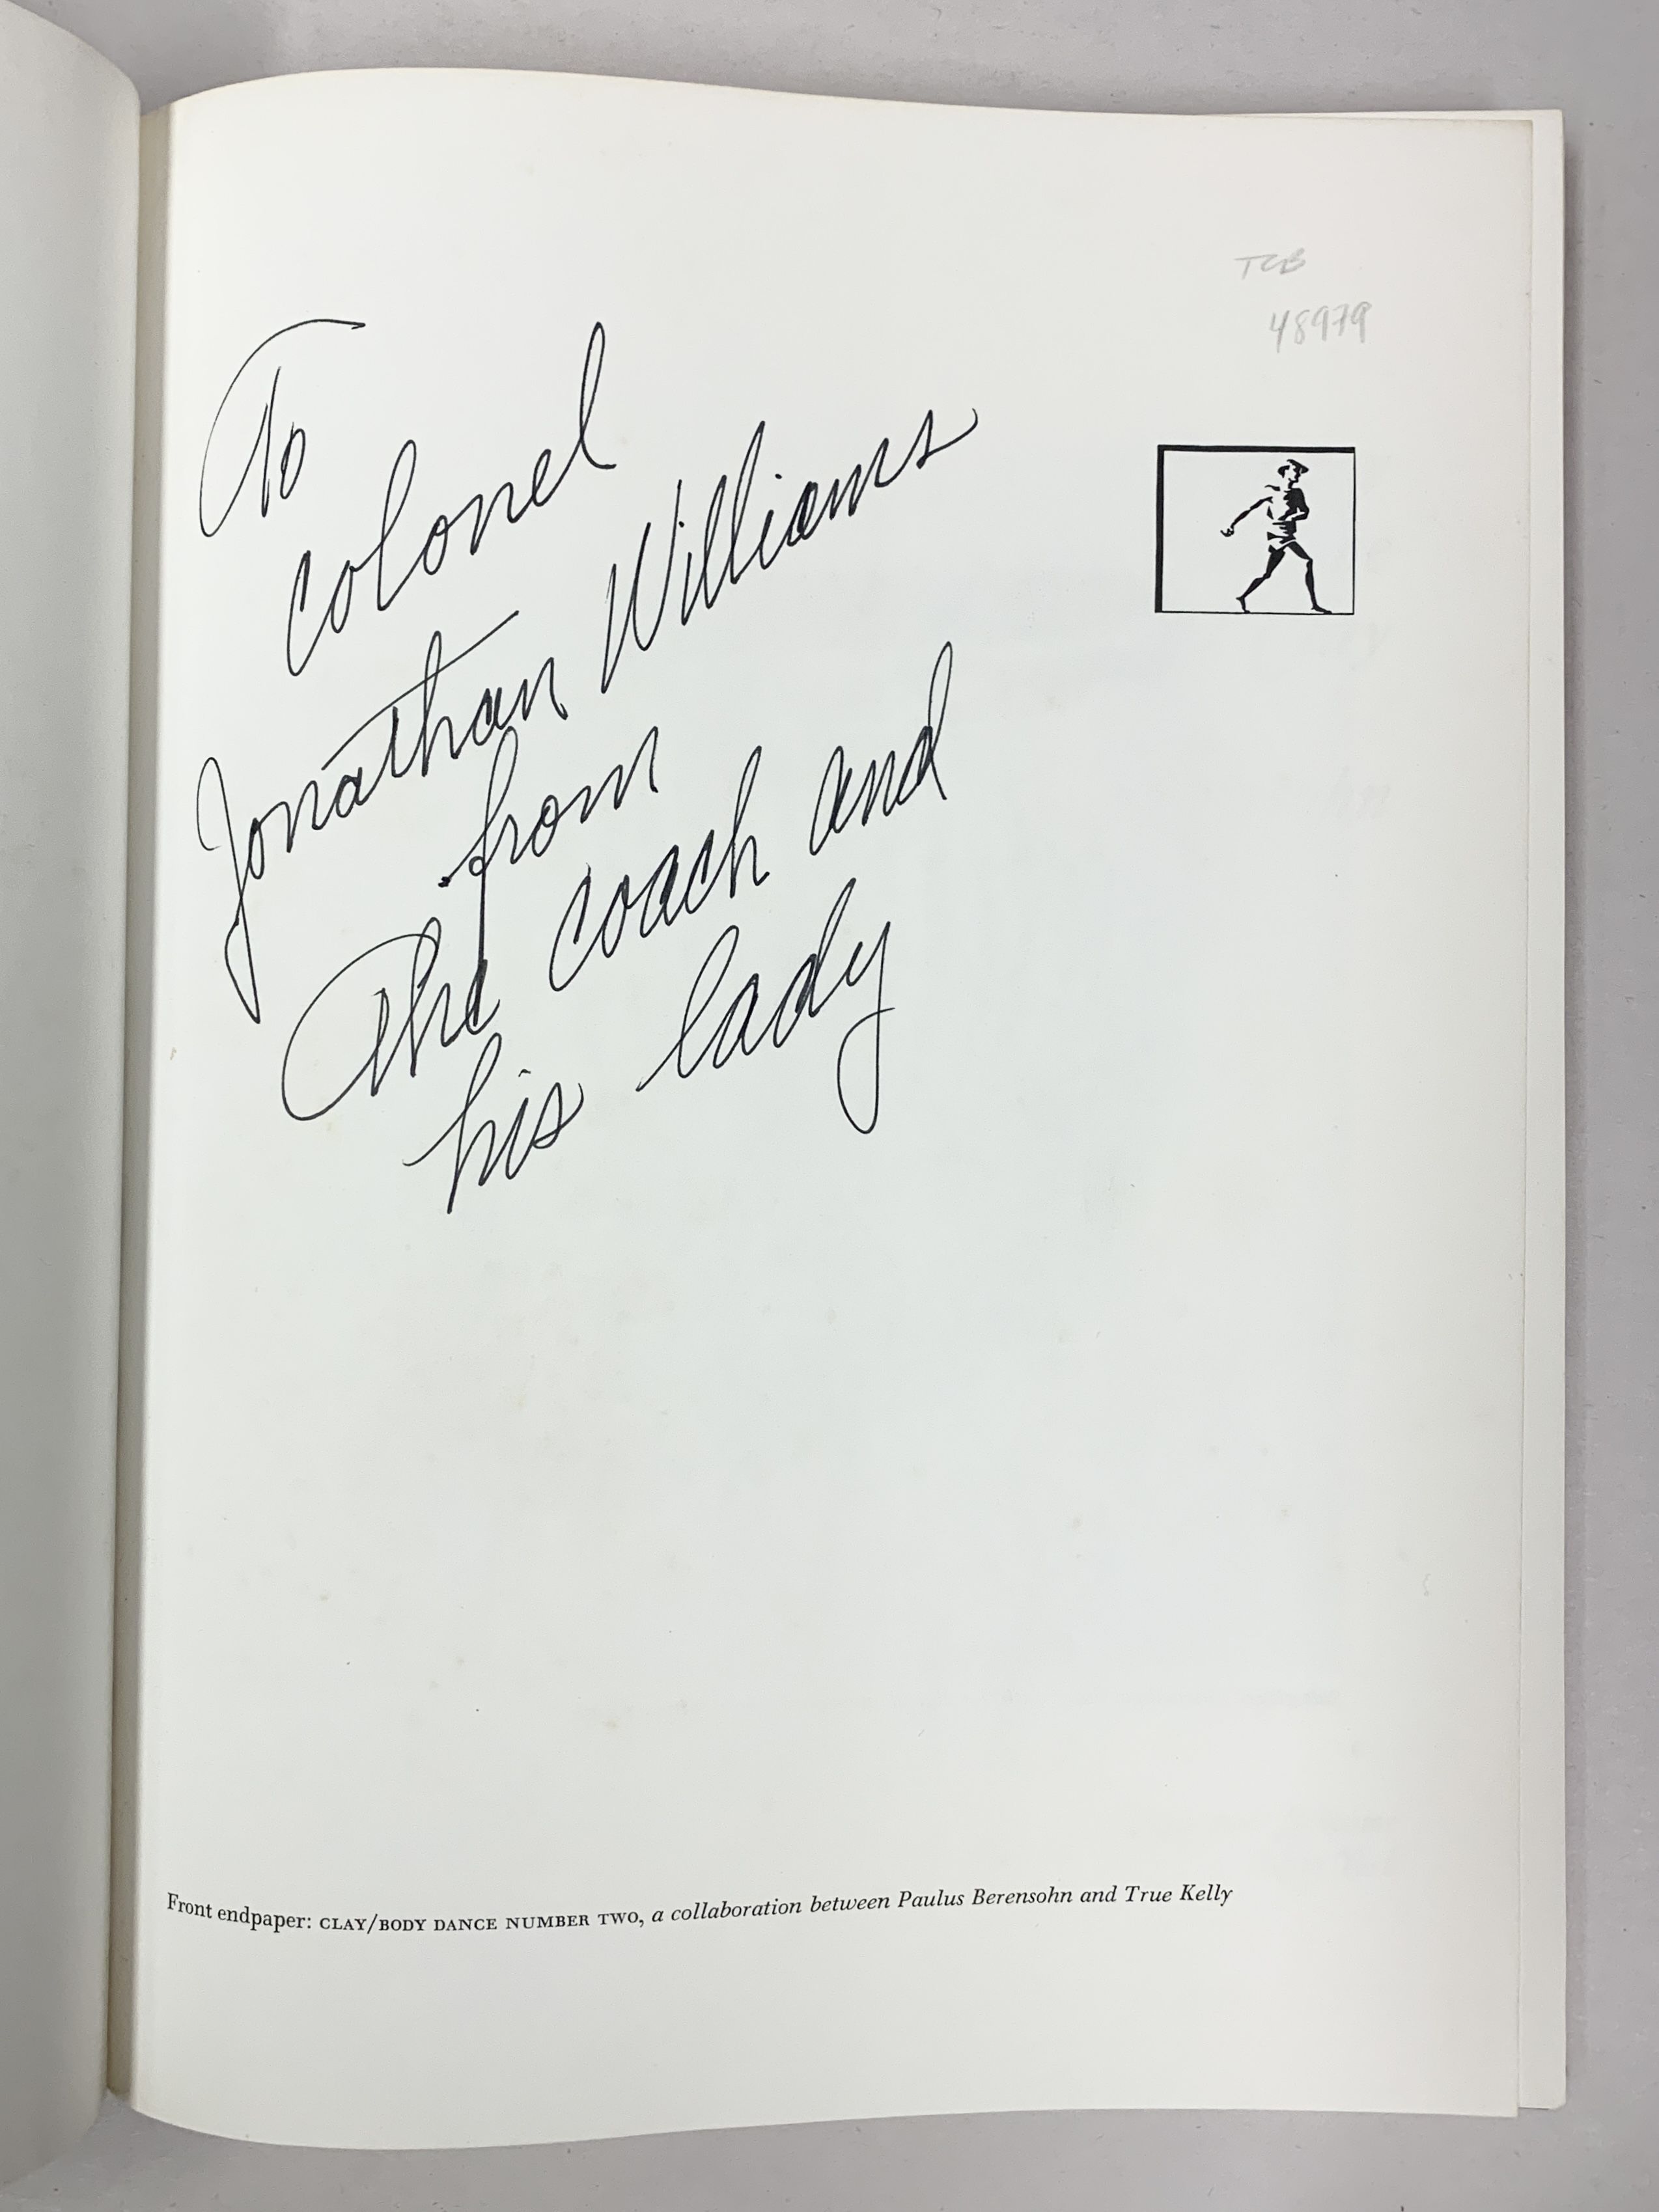 TCB
48979
To
Colonel
Jonathan Williams
from
The coach and
his lady
Front endpaper: CLAY/BODY DANCE NUMBER TWO, a collaboration between Paulus Berensohn and True Kelly